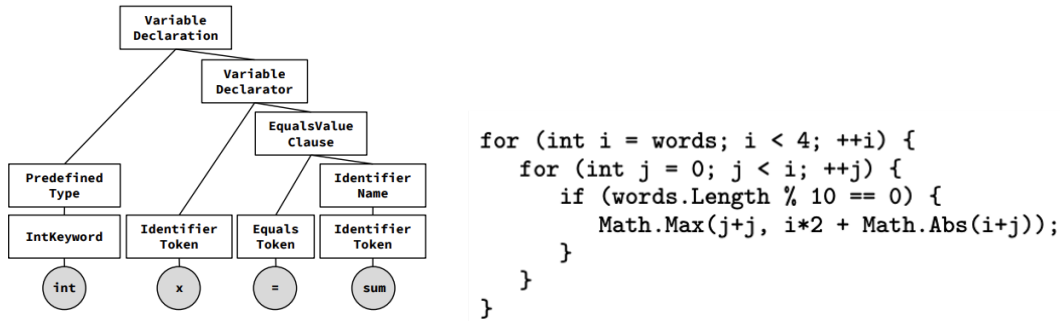 Variable
Declaration
Variable
Declarator
EqualsValue
Clause
Predefined
Type
Identifier
Name
IntKeyword
Identifier
Token
Equals
Token
Identifier
Token
int
x
=
sum
for (int i = words; i < 4; ++i) {
   for (int j = 0; j < i; ++j) {
      if (words.Length % 10 == 0) {
         Math.Max(j+j, i*2 + Math.Abs(i+j));
      }
   }
}